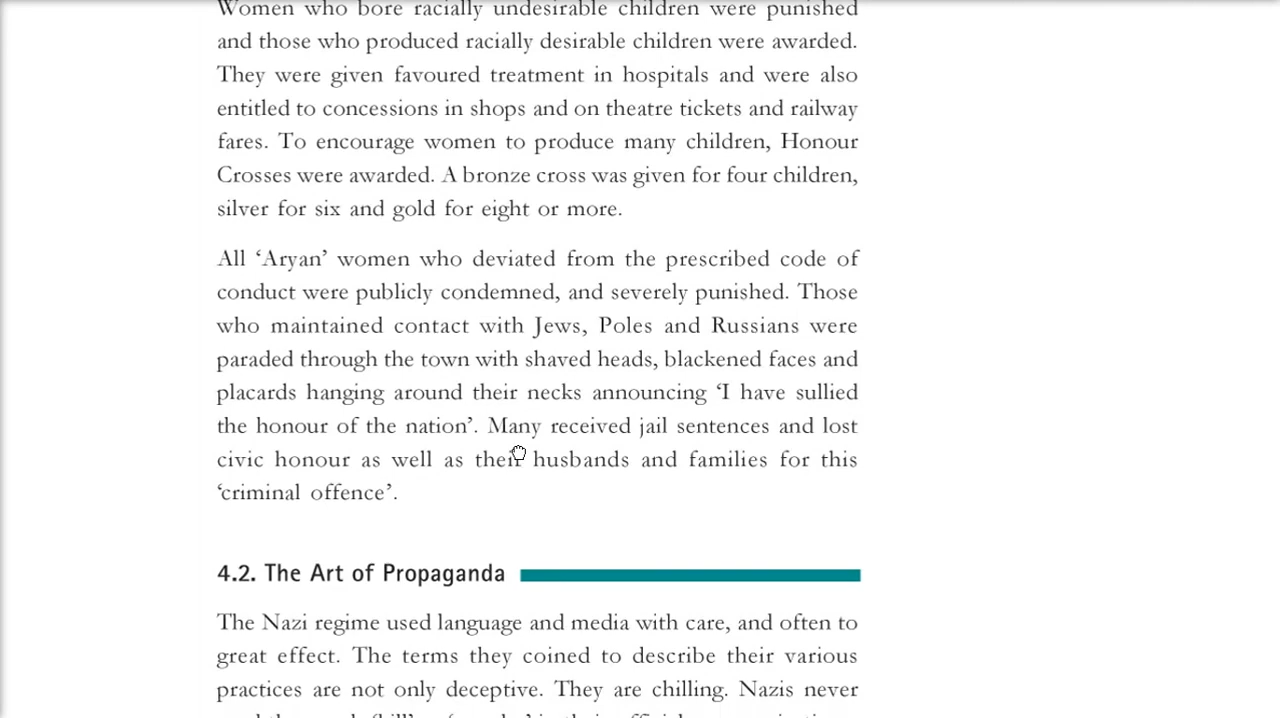 Women who bore racially undesirable children were punished
and those who produced racially desirable children were awarded.
They were given favoured treatment in hospitals and were also
entitled to concessions in shops and on theatre tickets and railway
fares. To encourage women to produce many children, Honour
Crosses were awarded. A bronze cross was given for four children,
silver for six and gold for eight or more.
All ‘Aryan’ women who deviated from the prescribed code of
conduct were publicly condemned, and severely punished. Those
who maintained contact with Jews, Poles and Russians were
paraded through the town with shaved heads, blackened faces and
placards hanging around their necks announcing ‘I have sullied
the honour of the nation’. Many received jail sentences and lost
civic honour as well as their husbands and families for this
‘criminal offence’.
4.2. The Art of Propaganda
The Nazi regime used language and media with care, and often to
great effect. The terms they coined to describe their various
practices are not only deceptive. They are chilling. Nazis never